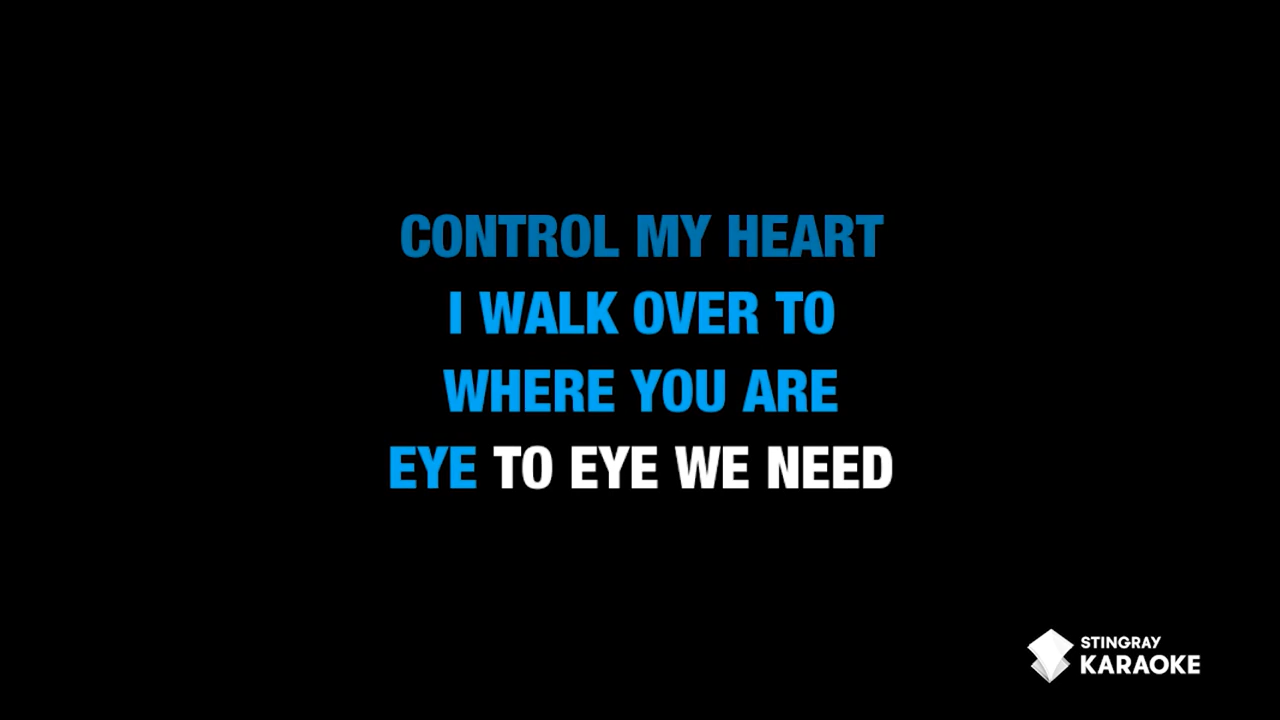 CONTROL MY HEART
I WALK OVER TO
WHERE YOU ARE
EYE TO EYE WE NEED
STINGRAY
KARAOKE